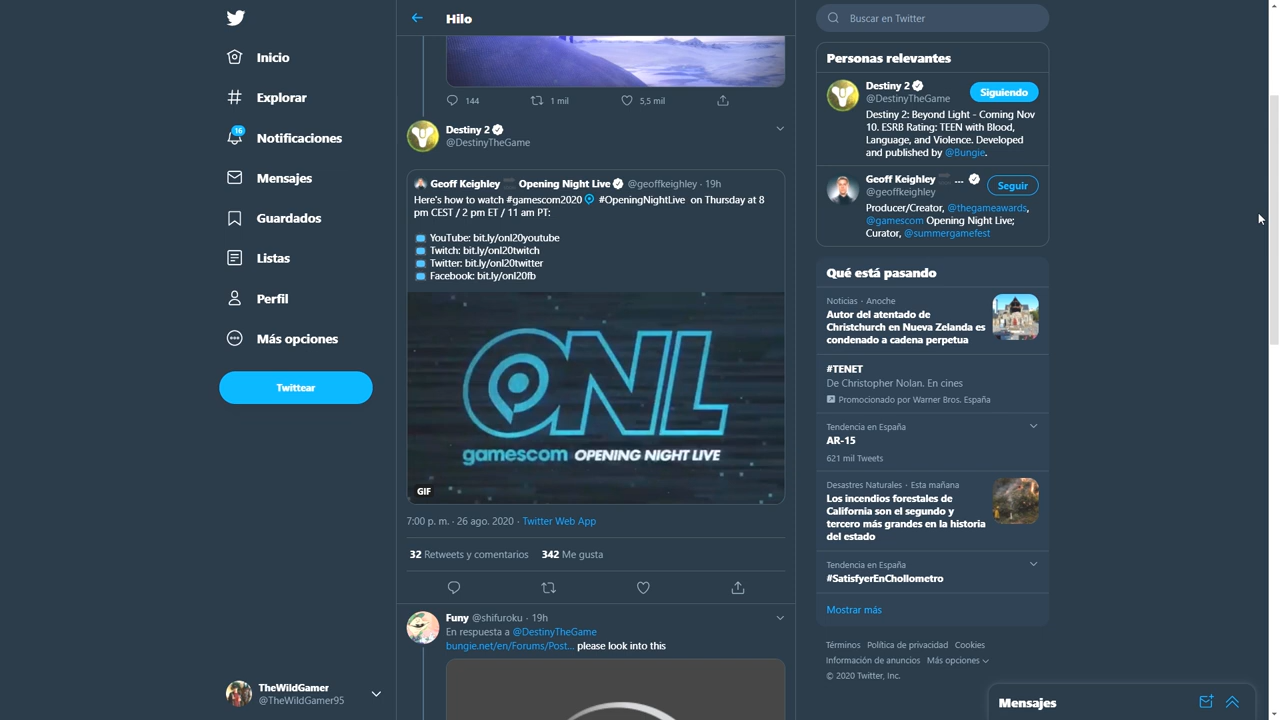 Inicio
Explorar
16
Notificaciones
Mensajes
Guardados
Listas
Perfil
Más opciones
Twittear
TheWildGamer
@TheWildGamer95
Hilo
144
1 mil
5,5 mil
Destiny 2
@DestinyTheGame
Geoff Keighley Opening Night Live @geoffkeighley · 19h
Here's how to watch #gamescom2020 #OpeningNightLive on Thursday at 8
pm CEST / 2 pm ET / 11 am PT:
YouTube: bit.ly/onl20youtube
Twitch: bit.ly/onl20twitch
Twitter: bit.ly/onl20twitter
Facebook: bit.ly/onl20fb
ONL
gamescom OPENING NIGHT LIVE
GIF
7:00 p. m. · 26 ago. 2020 · Twitter Web App
32 Retweets y comentarios 342 Me gusta
Funy @shifuroku · 19h
En respuesta a @DestinyTheGame
bungie.net/en/Forums/Post... please look into this
Buscar en Twitter
Personas relevantes
Destiny 2
@DestinyTheGame
Siguiendo
Destiny 2: Beyond Light - Coming Nov
10. ESRB Rating: TEEN with Blood,
Language, and Violence. Developed
and published by @Bungie.
Geoff Keighley ...
@geoffkeighley
Seguir
Producer/Creator, @thegameawards,
@gamescom Opening Night Live;
Curator, @summergamefest
Qué está pasando
Noticias · Anoche
Autor del atentado de
Christchurch en Nueva Zelanda es
condenado a cadena perpetua
#TENET
De Christopher Nolan. En cines
Promocionado por Warner Bros. España
Tendencia en España
AR-15
621 mil Tweets
Desastres Naturales · Esta mañana
Los incendios forestales de
California son el segundo y
tercero más grandes en la historia
del estado
Tendencia en España
#SatisfyerEnChollometro
Mostrar más
Términos Política de privacidad Cookies
Información de anuncios Más opciones
© 2020 Twitter, Inc.
Mensajes